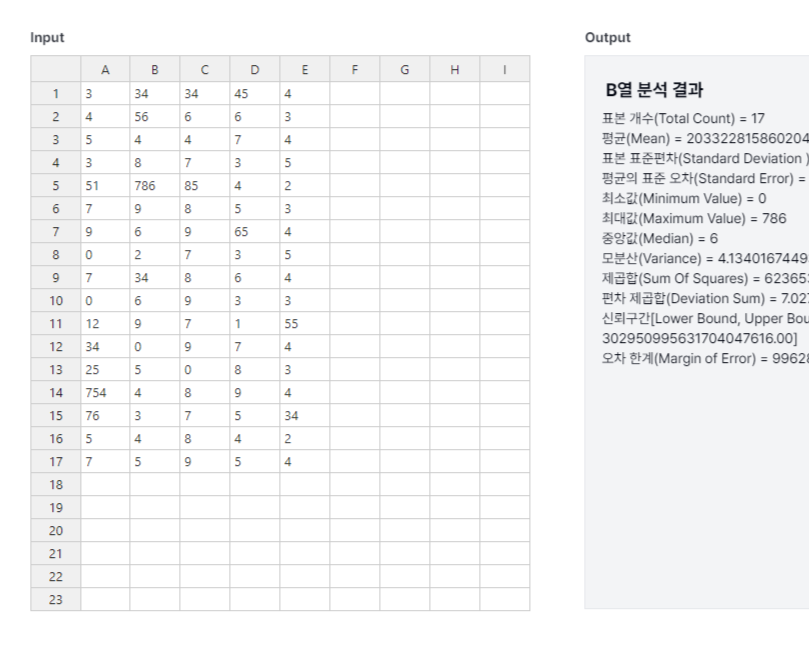 Input
Output
A B C D E F G H I
1 3 34 34 45 4
2 4 56 6 6 3
3 5 4 4 7 4
4 3 8 7 3 5
5 51 786 85 4 2
6 7 9 8 5 3
7 9 6 9 65 4
8 0 2 7 3 5
9 7 34 8 6 4
10 0 6 9 3 3
11 12 9 7 1 55
12 34 0 9 7 4
13 25 5 0 8 3
14 754 4 8 9 4
15 76 3 7 5 34
16 5 4 8 4 2
17 7 5 9 5 4
18
19
20
21
22
23
B열 분석 결과
표본 개수(Total Count) = 17
평균(Mean) = 203322815860204
표본 표준편차(Standard Deviation )
평균의 표준 오차(Standard Error) =
최소값(Minimum Value) = 0
최대값(Maximum Value) = 786
중앙값(Median) = 6
모분산(Variance) = 4.1340167449
제곱합(Sum Of Squares) = 62365
편차 제곱합(Deviation Sum) = 7.02
신뢰구간[Lower Bound, Upper Bou
302950995631704047616.00]
오차 한계(Margin of Error) = 9962